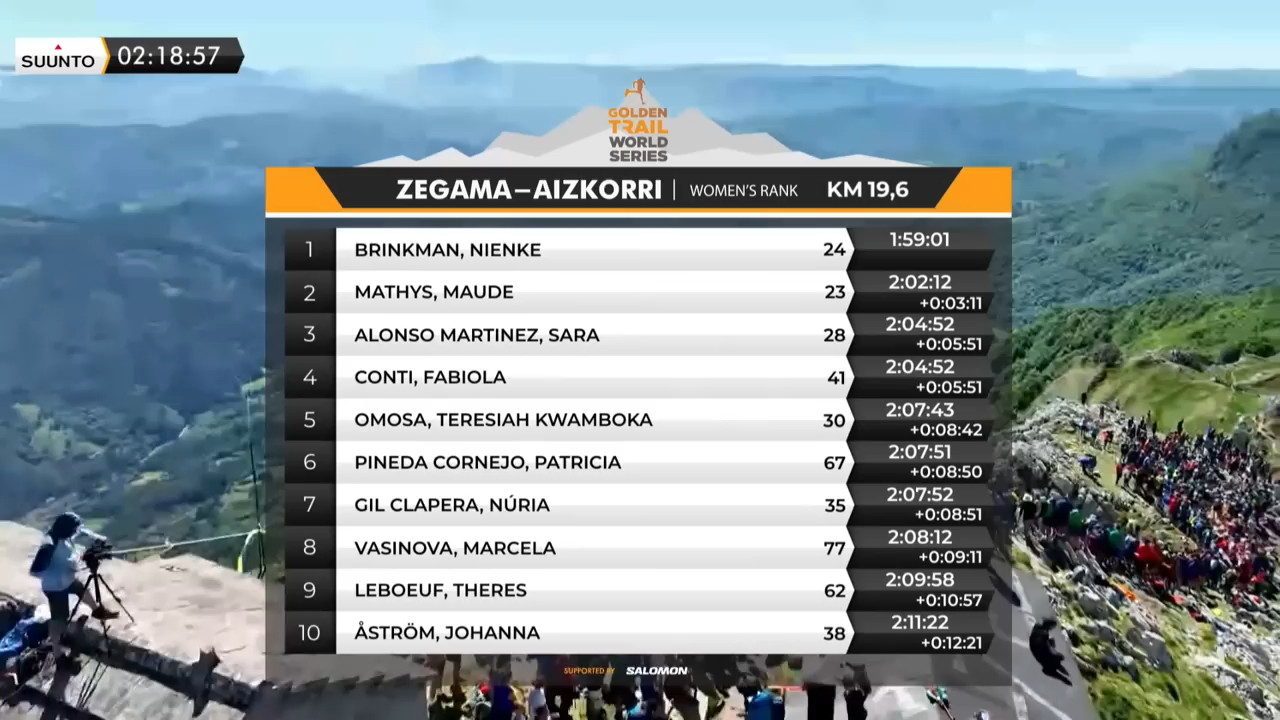 SUUNTO 02:18:57
GOLDEN
TRAIL
WORLD
SERIES
ZEGAMA–AIZKORRI | WOMEN'S RANK KM 19,6
1 BRINKMAN, NIENKE 24 1:59:01
2 MATHYS, MAUDE 23 2:02:12
+0:03:11
3 ALONSO MARTINEZ, SARA 28 2:04:52
+0:05:51
4 CONTI, FABIOLA 41 2:04:52
+0:05:51
5 OMOSA, TERESIAH KWAMBOKA 30 2:07:43
+0:08:42
6 PINEDA CORNEJO, PATRICIA 67 2:07:51
+0:08:50
7 GIL CLAPERA, NÚRIA 35 2:07:52
+0:08:51
8 VASINOVA, MARCELA 77 2:08:12
+0:09:11
9 LEBOEUF, THERES 62 2:09:58
+0:10:57
10 ÅSTRÖM, JOHANNA 38 2:11:22
+0:12:21
SUPPORTED BY SALOMON